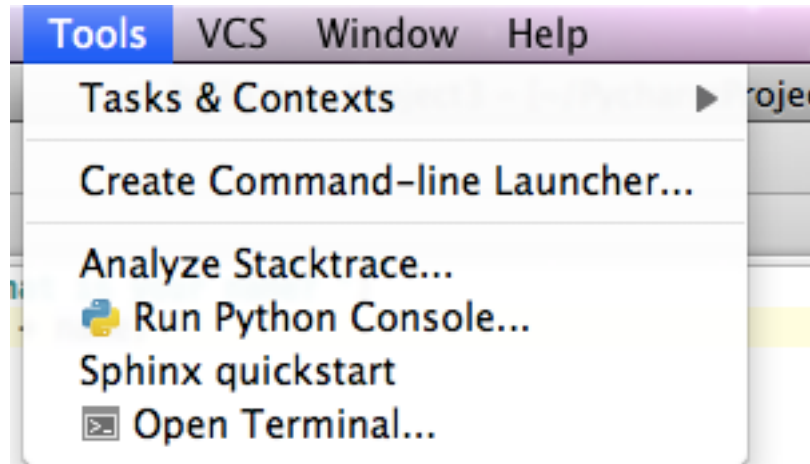 Tools VCS Window Help
Tasks & Contexts
Create Command-line Launcher...
Analyze Stacktrace...
Run Python Console...
Sphinx quickstart
Open Terminal...